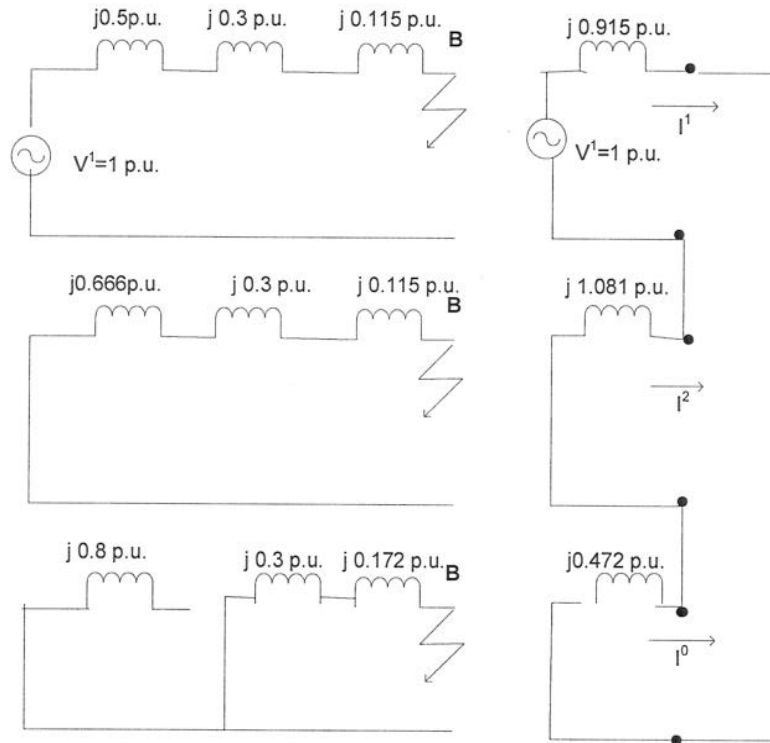 j0.5p.u. j 0.3 p.u. j 0.115 p.u.
B
j 0.915 p.u.
I¹
V¹=1 p.u.
V¹=1 p.u.
j0.666p.u. j 0.3 p.u. j 0.115 p.u.
B
j 1.081 p.u.
I²
j 0.8 p.u. j 0.3 p.u. j 0.172 p.u.
B
j0.472 p.u.
I⁰